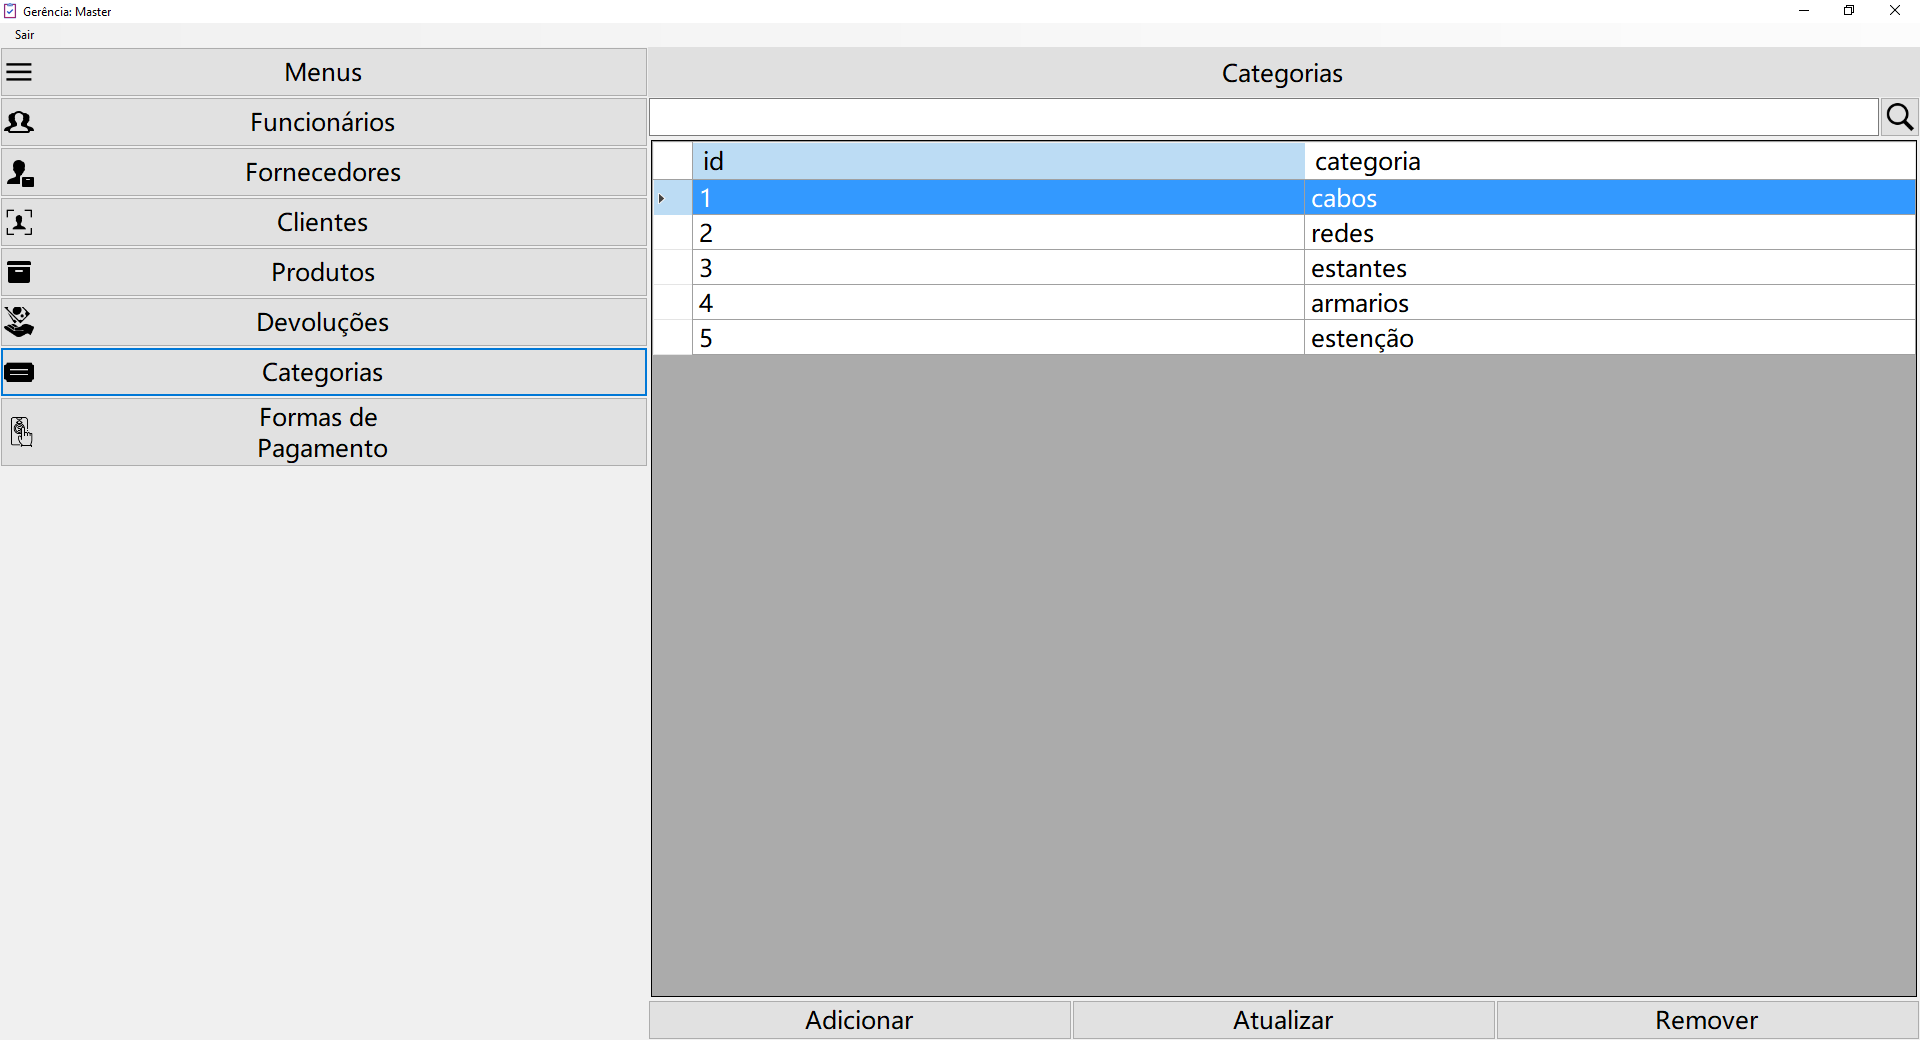 Gerência: Master
Sair
Menus
Funcionários
Fornecedores
Clientes
Produtos
Devoluções
Categorias
Formas de
Pagamento
Categorias
id categoria
1 cabos
2 redes
3 estantes
4 armarios
5 estenção
Adicionar Atualizar Remover